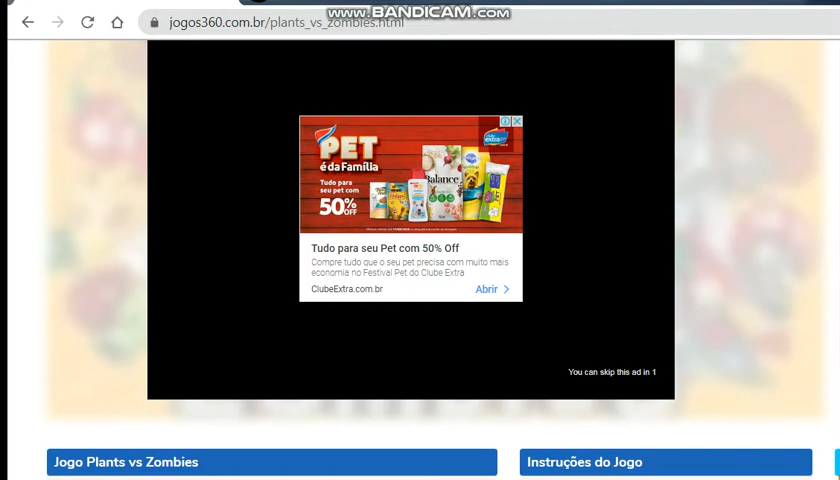 www.BANDICAM.com
jogos360.com.br/plants_vs_zombies.html
clube
extra
PET
é da Família
Tudo para
seu pet com
50% OFF
Balance
Tudo para seu Pet com 50% Off
Compre tudo que o seu pet precisa com muito mais
economia no Festival Pet do Clube Extra
ClubeExtra.com.br
Abrir
You can skip this ad in 1
Jogo Plants vs Zombies
Instruções do Jogo